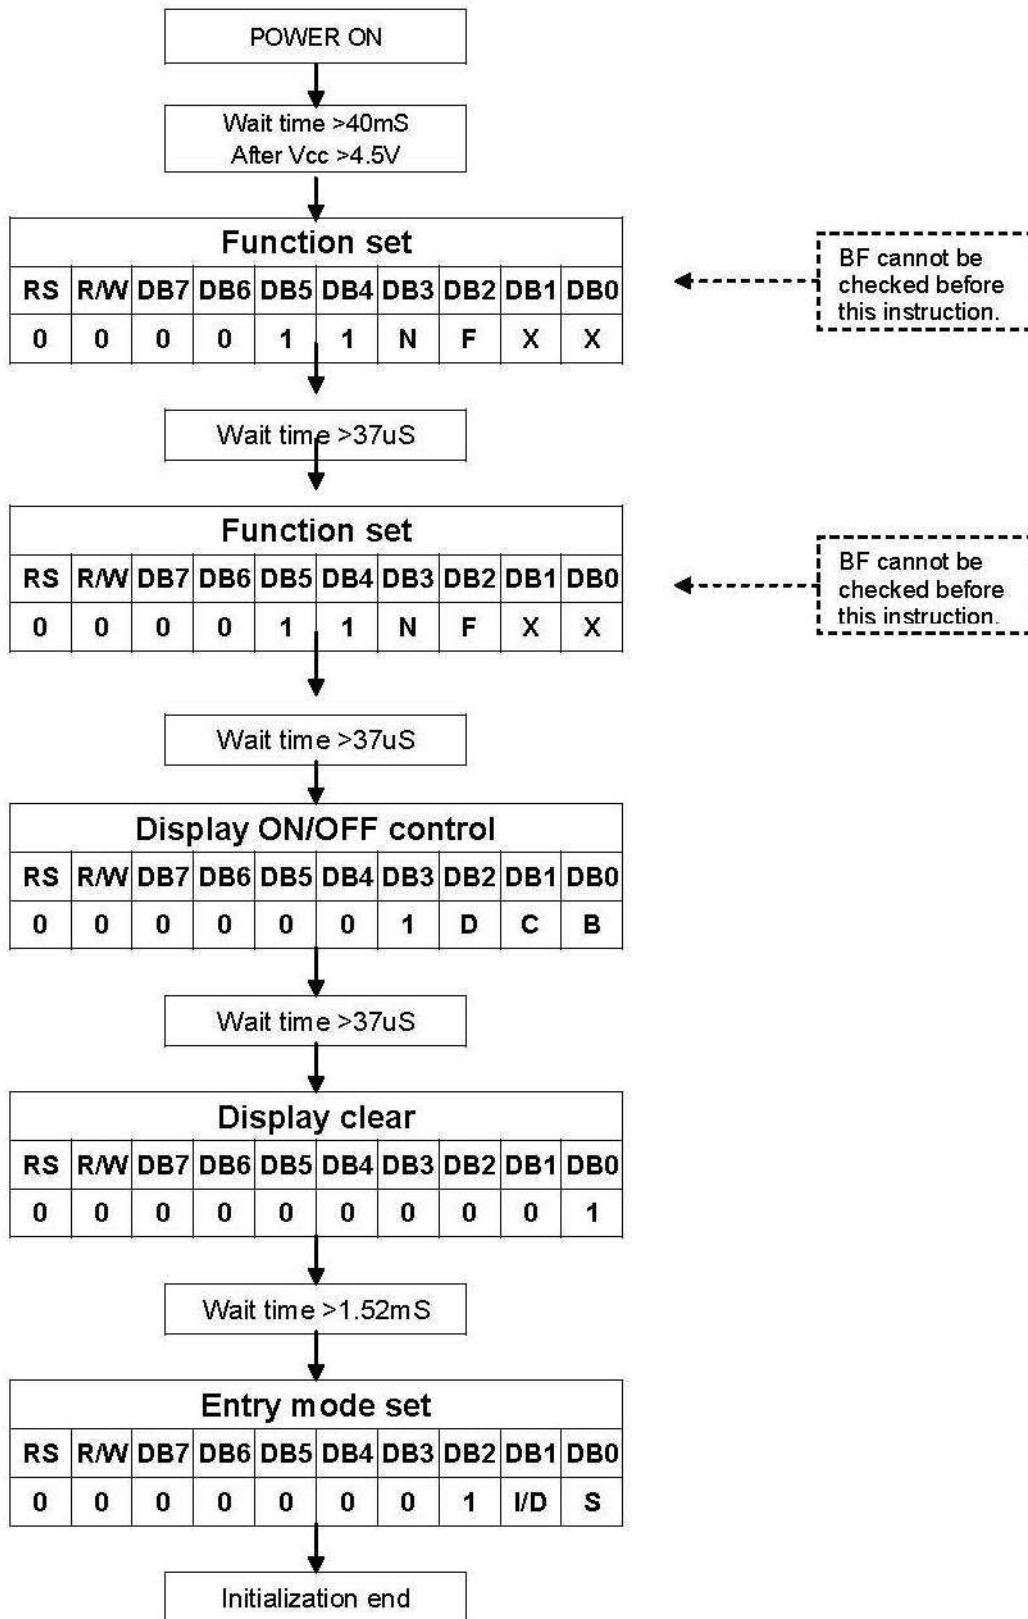 POWER ON
Wait time >40mS
After Vcc >4.5V
Function set
RS R/W DB7 DB6 DB5 DB4 DB3 DB2 DB1 DB0
0 0 0 0 1 1 N F X X
BF cannot be
checked before
this instruction.
Wait time >37uS
Function set
RS R/W DB7 DB6 DB5 DB4 DB3 DB2 DB1 DB0
0 0 0 0 1 1 N F X X
BF cannot be
checked before
this instruction.
Wait time >37uS
Display ON/OFF control
RS R/W DB7 DB6 DB5 DB4 DB3 DB2 DB1 DB0
0 0 0 0 0 0 1 D C B
Wait time >37uS
Display clear
RS R/W DB7 DB6 DB5 DB4 DB3 DB2 DB1 DB0
0 0 0 0 0 0 0 0 0 1
Wait time >1.52mS
Entry mode set
RS R/W DB7 DB6 DB5 DB4 DB3 DB2 DB1 DB0
0 0 0 0 0 0 0 1 I/D S
Initialization end